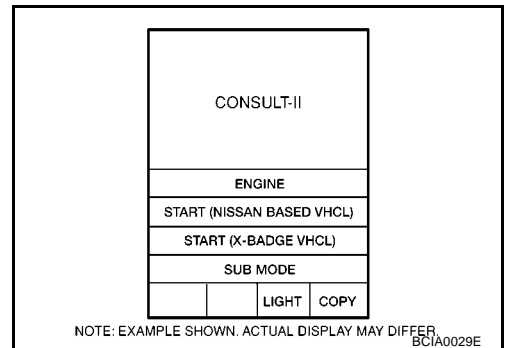 CONSULT-II
ENGINE
START (NISSAN BASED VHCL)
START (X-BADGE VHCL)
SUB MODE
LIGHT COPY
NOTE: EXAMPLE SHOWN. ACTUAL DISPLAY MAY DIFFER.
BCIA0029E